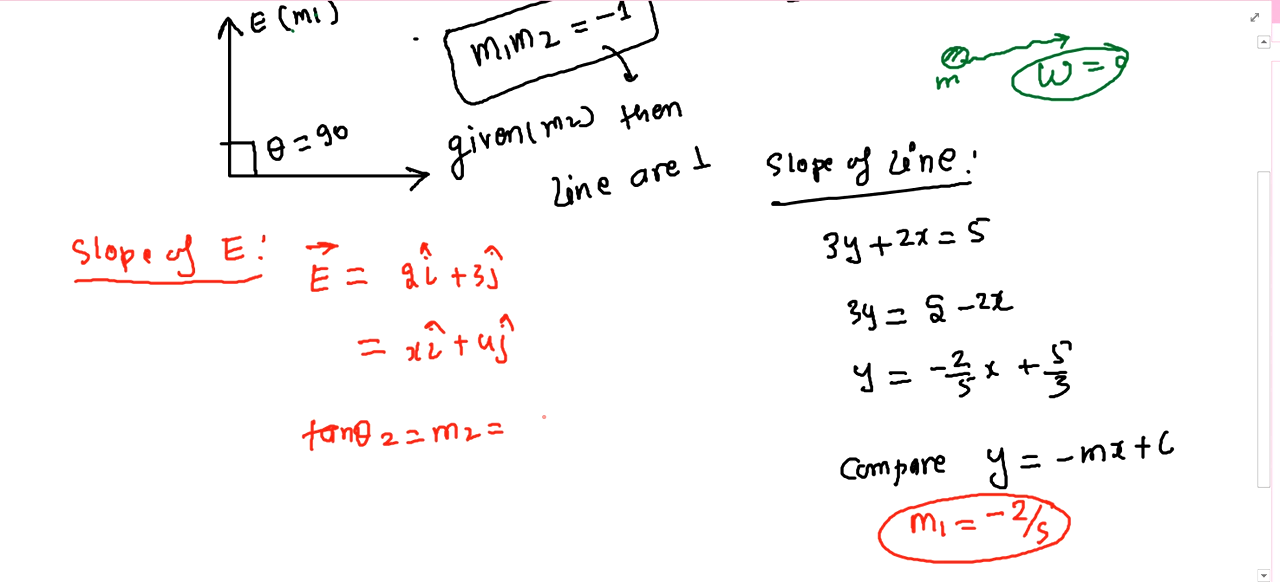 E (m1)
m1m2 = -1
m
W = 0
θ = 90
given(m2) then
Line are ⊥
Slope of Line:
3y + 2x = 5
Slope of E:
E⃗ = 2î + 3ĵ
3y = 5 - 2x
= xî + yĵ
y = -2/5 x + 5/3
tanθ2 = m2 =
Compare y = -mx + C
m1 = -2/5